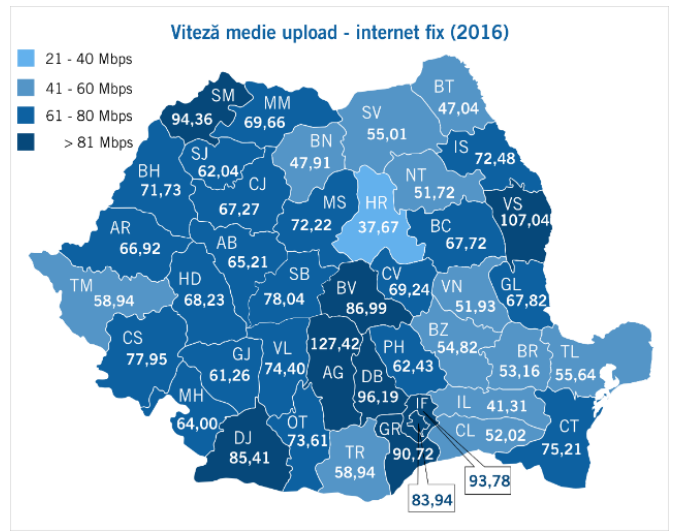 Viteză medie upload - internet fix (2016)
21 - 40 Mbps
41 - 60 Mbps
61 - 80 Mbps
> 81 Mbps
SM
94,36
MM
69,66
SV
55,01
BT
47,04
BN
47,91
SJ
62,04
IS
72,48
BH
71,73
CJ
67,27
NT
51,72
MS
72,22
HR
37,67
VS
107,04
BC
67,72
AR
66,92
AB
65,21
HD
68,23
SB
78,04
BV
86,99
CV
69,24
VN
51,93
GL
67,82
TM
58,94
CS
77,95
GJ
61,26
VL
74,40
127,42
AG
PH
62,43
DB
96,19
BZ
54,82
BR
53,16
TL
55,64
MH
64,00
DJ
85,41
OT
73,61
TR
58,94
GR
90,72
IF
IL
41,31
CL
52,02
CT
75,21
93,78
83,94